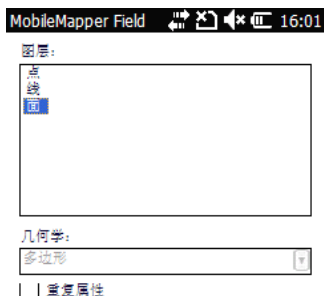 MobileMapper Field 16:01
图层:
点
线
面
几何学:
多边形
重复属性